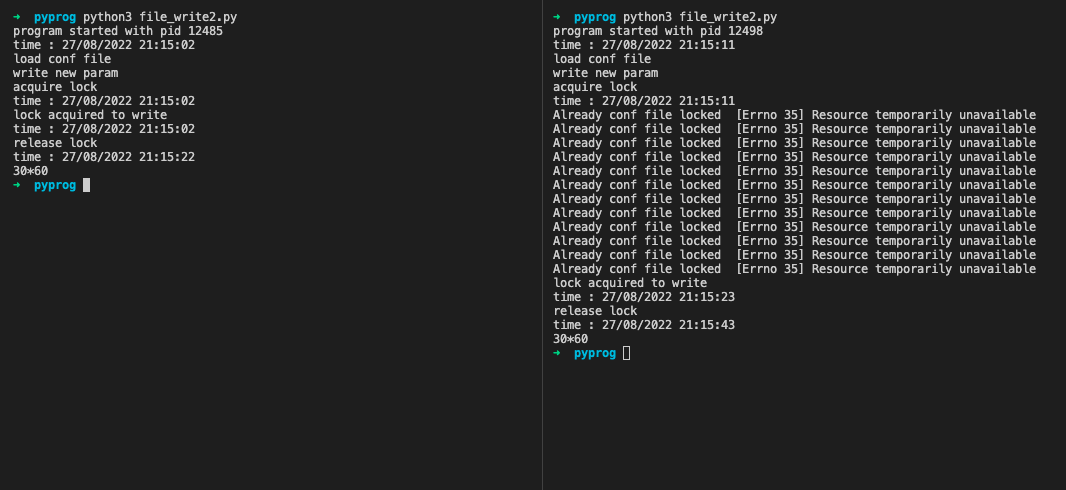 ➜  pyprog python3 file_write2.py
program started with pid 12485
time : 27/08/2022 21:15:02
load conf file
write new param
acquire lock
time : 27/08/2022 21:15:02
lock acquired to write
time : 27/08/2022 21:15:02
release lock
time : 27/08/2022 21:15:22
30*60
➜  pyprog
➜  pyprog python3 file_write2.py
program started with pid 12498
time : 27/08/2022 21:15:11
load conf file
write new param
acquire lock
time : 27/08/2022 21:15:11
Already conf file locked  [Errno 35] Resource temporarily unavailable
Already conf file locked  [Errno 35] Resource temporarily unavailable
Already conf file locked  [Errno 35] Resource temporarily unavailable
Already conf file locked  [Errno 35] Resource temporarily unavailable
Already conf file locked  [Errno 35] Resource temporarily unavailable
Already conf file locked  [Errno 35] Resource temporarily unavailable
Already conf file locked  [Errno 35] Resource temporarily unavailable
Already conf file locked  [Errno 35] Resource temporarily unavailable
Already conf file locked  [Errno 35] Resource temporarily unavailable
Already conf file locked  [Errno 35] Resource temporarily unavailable
Already conf file locked  [Errno 35] Resource temporarily unavailable
Already conf file locked  [Errno 35] Resource temporarily unavailable
lock acquired to write
time : 27/08/2022 21:15:23
release lock
time : 27/08/2022 21:15:43
30*60
➜  pyprog